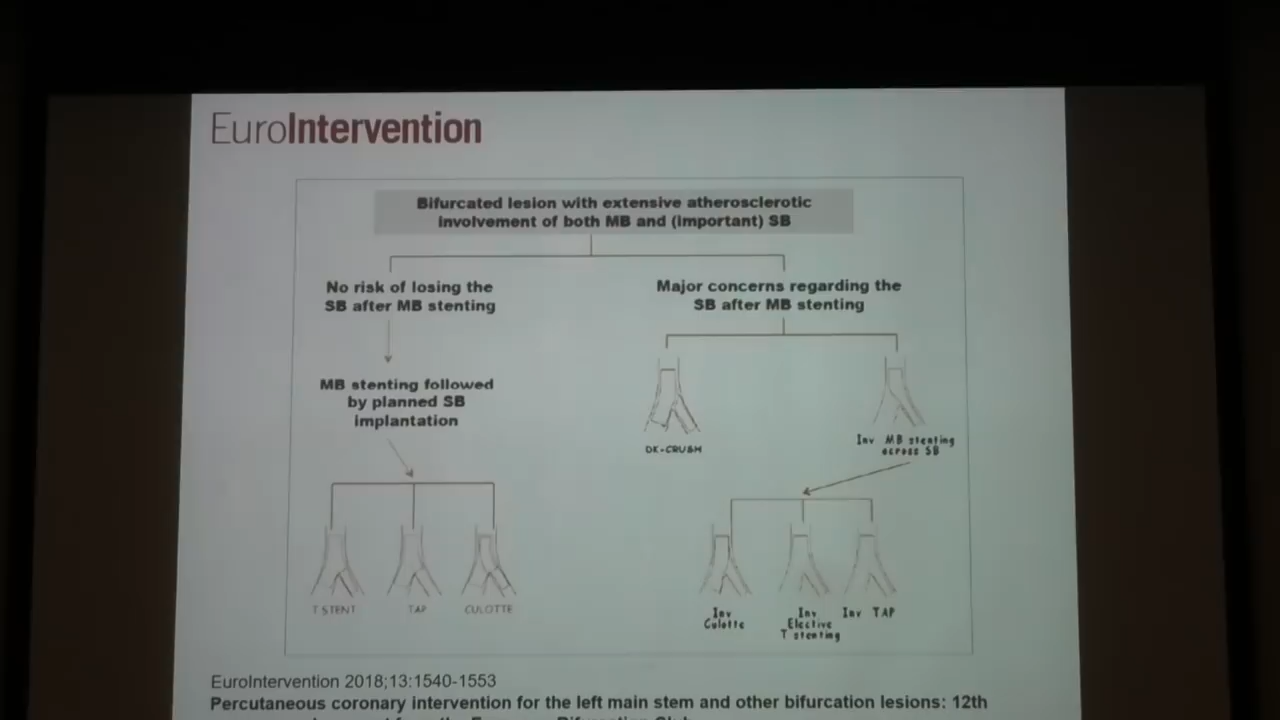 EuroIntervention
Bifurcated lesion with extensive atherosclerotic
involvement of both MB and (important) SB
No risk of losing the
SB after MB stenting
Major concerns regarding the
SB after MB stenting
MB stenting followed
by planned SB
implantation
DK-CRUSH
Inv MB stenting
across SB
T STENT
TAP
CULOTTE
Inv
Culotte
Inv
Elective
T stenting
Inv TAP
EuroIntervention 2018;13:1540-1553
Percutaneous coronary intervention for the left main stem and other bifurcation lesions: 12th